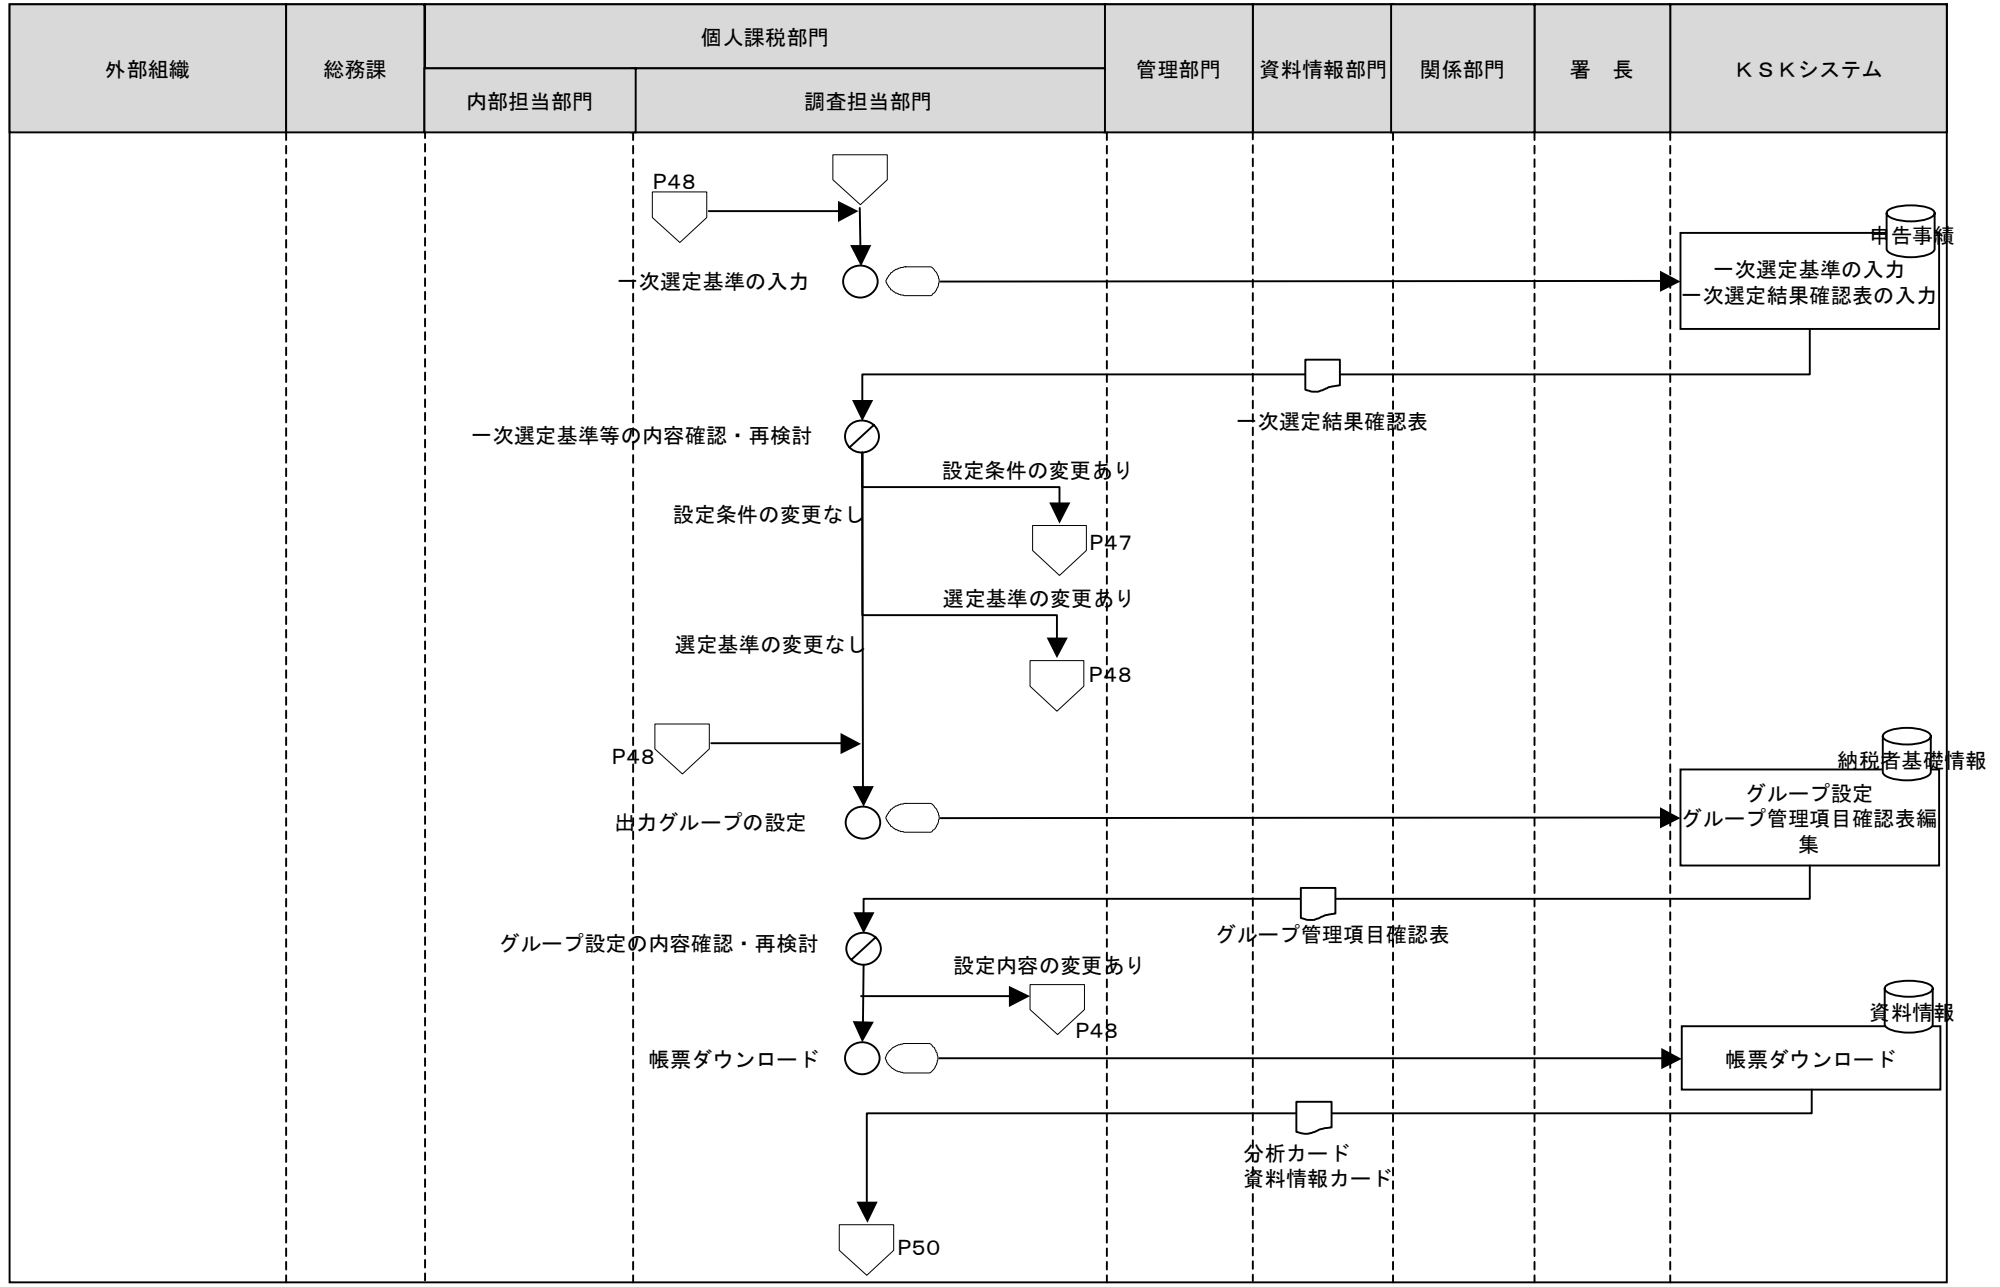 外部組織
総務課
個人課税部門
内部担当部門
調査担当部門
管理部門
資料情報部門
関係部門
署　長
ＫＳＫシステム
P48
申告事績
一次選定基準の入力
一次選定基準の入力
一次選定結果確認表の入力
一次選定結果確認表
一次選定基準等の内容確認・再検討
設定条件の変更あり
設定条件の変更なし
P47
選定基準の変更あり
選定基準の変更なし
P48
P48
納税者基礎情報
出力グループの設定
グループ設定
グループ管理項目確認表編
集
グループ管理項目確認表
グループ設定の内容確認・再検討
設定内容の変更あり
P48
資料情報
帳票ダウンロード
帳票ダウンロード
分析カード
資料情報カード
P50